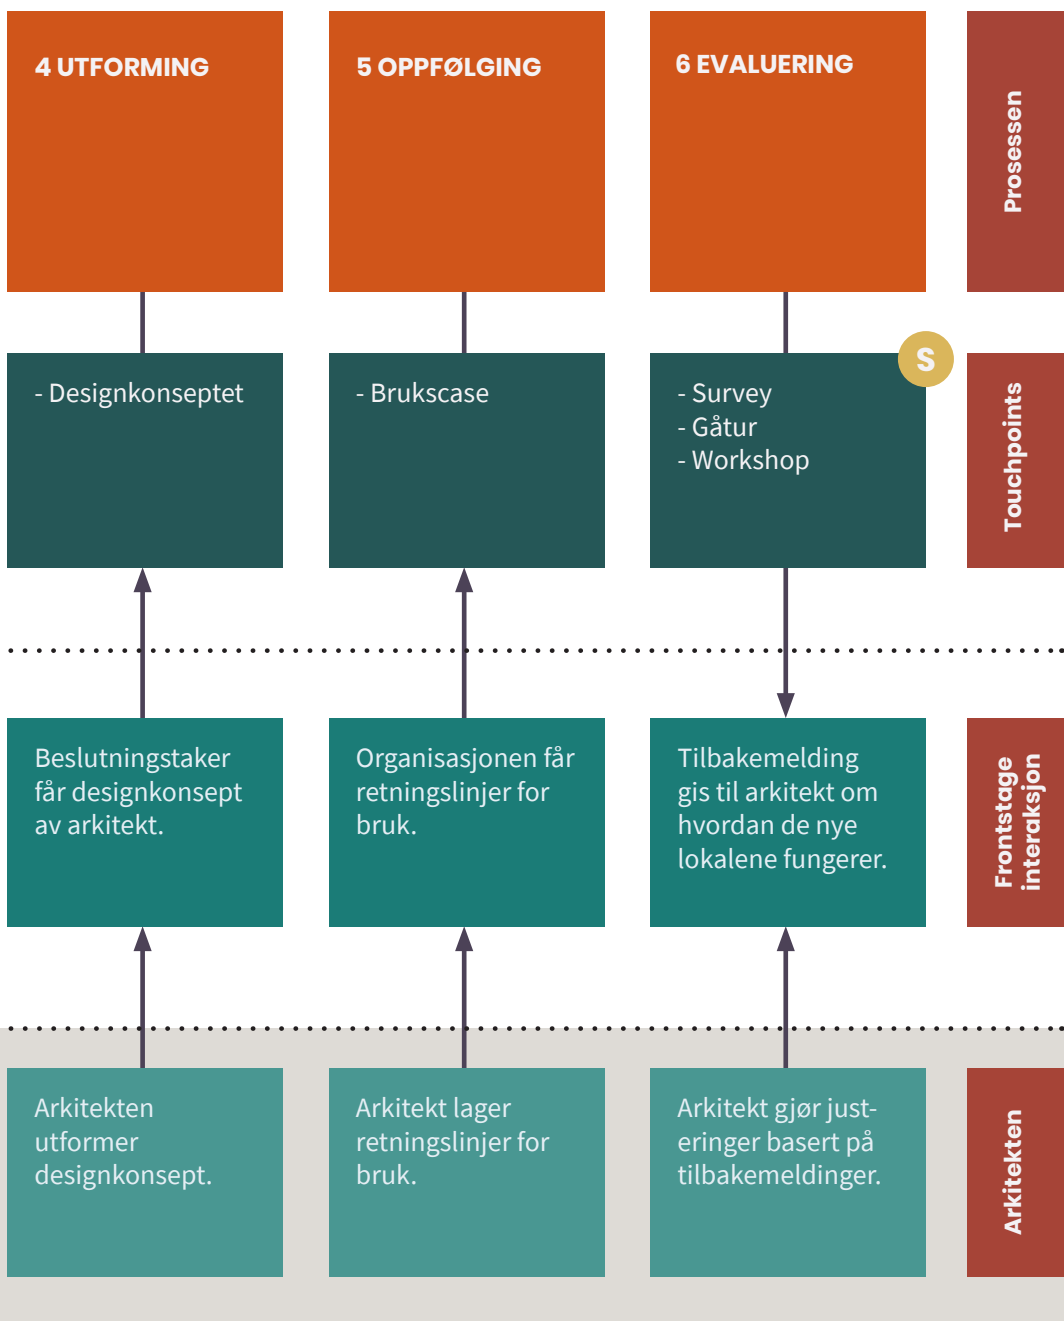 4 UTFORMING
5 OPPFØLGING
6 EVALUERING
Prosessen
- Designkonseptet
- Brukscase
- Survey
- Gåtur
- Workshop
S
Touchpoints
Beslutningstaker
får designkonsept
av arkitekt.
Organisasjonen får
retningslinjer for
bruk.
Tilbakemelding
gis til arkitekt om
hvordan de nye
lokalene fungerer.
Frontstage
interaksjon
Arkitekten
utformer
designkonsept.
Arkitekt lager
retningslinjer for
bruk.
Arkitekt gjør just-
eringer basert på
tilbakemeldinger.
Arkitekten